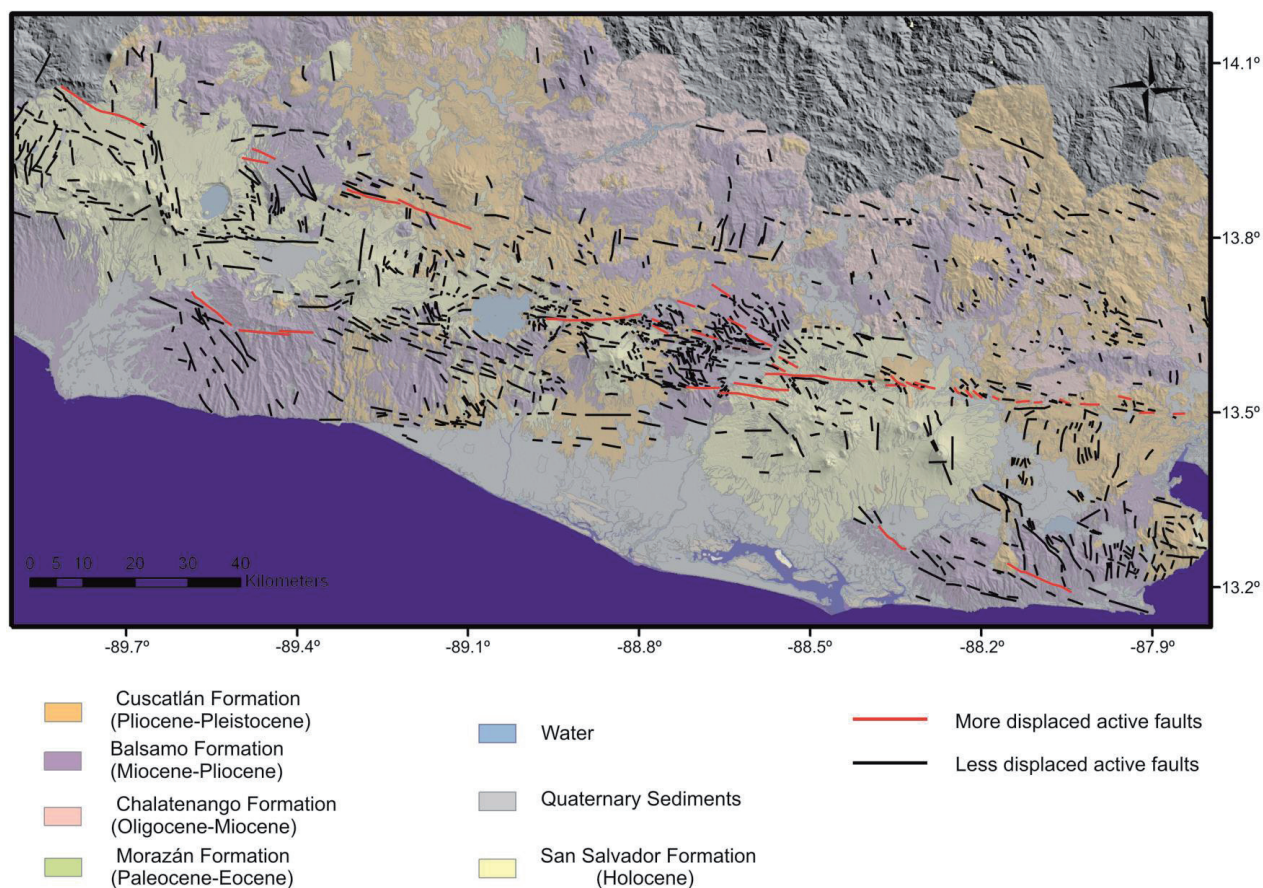 N
14.1º
13.8º
13.5º
13.2º
0 5 10 20 30 40
Kilometers
-89.7º -89.4º -89.1º -88.8º -88.5º -88.2º -87.9º
Cuscatlán Formation
(Pliocene-Pleistocene)
Balsamo Formation
(Miocene-Pliocene)
Chalatenango Formation
(Oligocene-Miocene)
Morazán Formation
(Paleocene-Eocene)
Water
Quaternary Sediments
San Salvador Formation
(Holocene)
More displaced active faults
Less displaced active faults